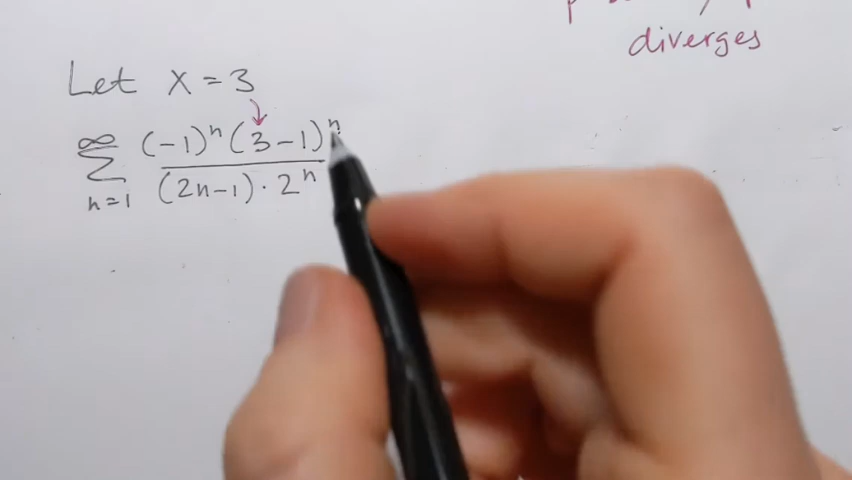 diverges
Let x = 3
∞ (-1)ⁿ(3-1)ⁿ
Σ
n=1 (2n-1)·2ⁿ